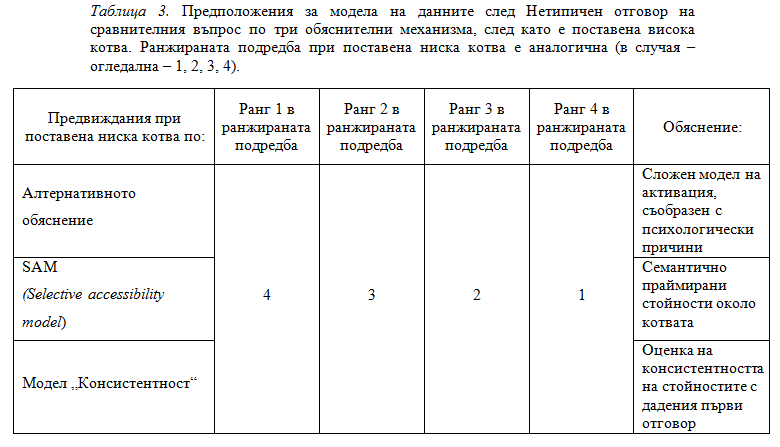 Таблица 3. Предположения за модела на данните след Нетипичен отговор на
сравнителния въпрос по три обяснителни механизма, след като е поставена висока
котва. Ранжираната подредба при поставена ниска котва е аналогична (в случая –
огледална – 1, 2, 3, 4).
Предвиждания при
поставена ниска котва по:
Ранг 1 в
ранжираната
подредба
Ранг 2 в
ранжираната
подредба
Ранг 3 в
ранжираната
подредба
Ранг 4 в
ранжираната
подредба
Обяснение:
Алтернативното
обяснение
Сложен модел на
активация,
съобразен с
психологически
причини
SAM
(Selective accessibility
model)
4
3
2
1
Семантично
праймирани
стойности около
котвата
Модел „Консистентност“
Оценка на
консистентността
на стойностите с
дадения първи
отговор